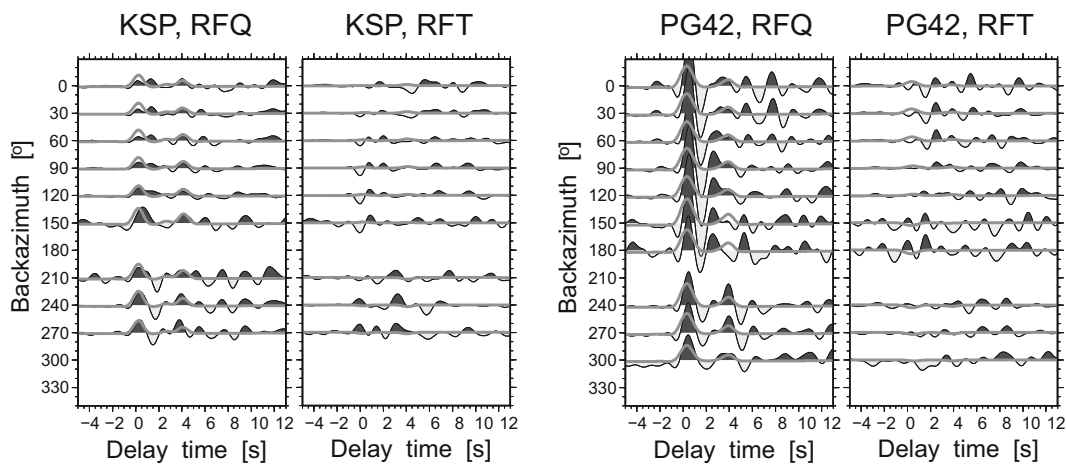 KSP, RFQ
KSP, RFT
PG42, RFQ
PG42, RFT
Backazimuth [º]
0
30
60
90
120
150
180
210
240
270
300
330
−4 −2 0 2 4 6 8 10 12
−4 −2 0 2 4 6 8 10 12
Delay time [s]
Delay time [s]
Backazimuth [º]
0
30
60
90
120
150
180
210
240
270
300
330
−4 −2 0 2 4 6 8 10 12
−4 −2 0 2 4 6 8 10 12
Delay time [s]
Delay time [s]